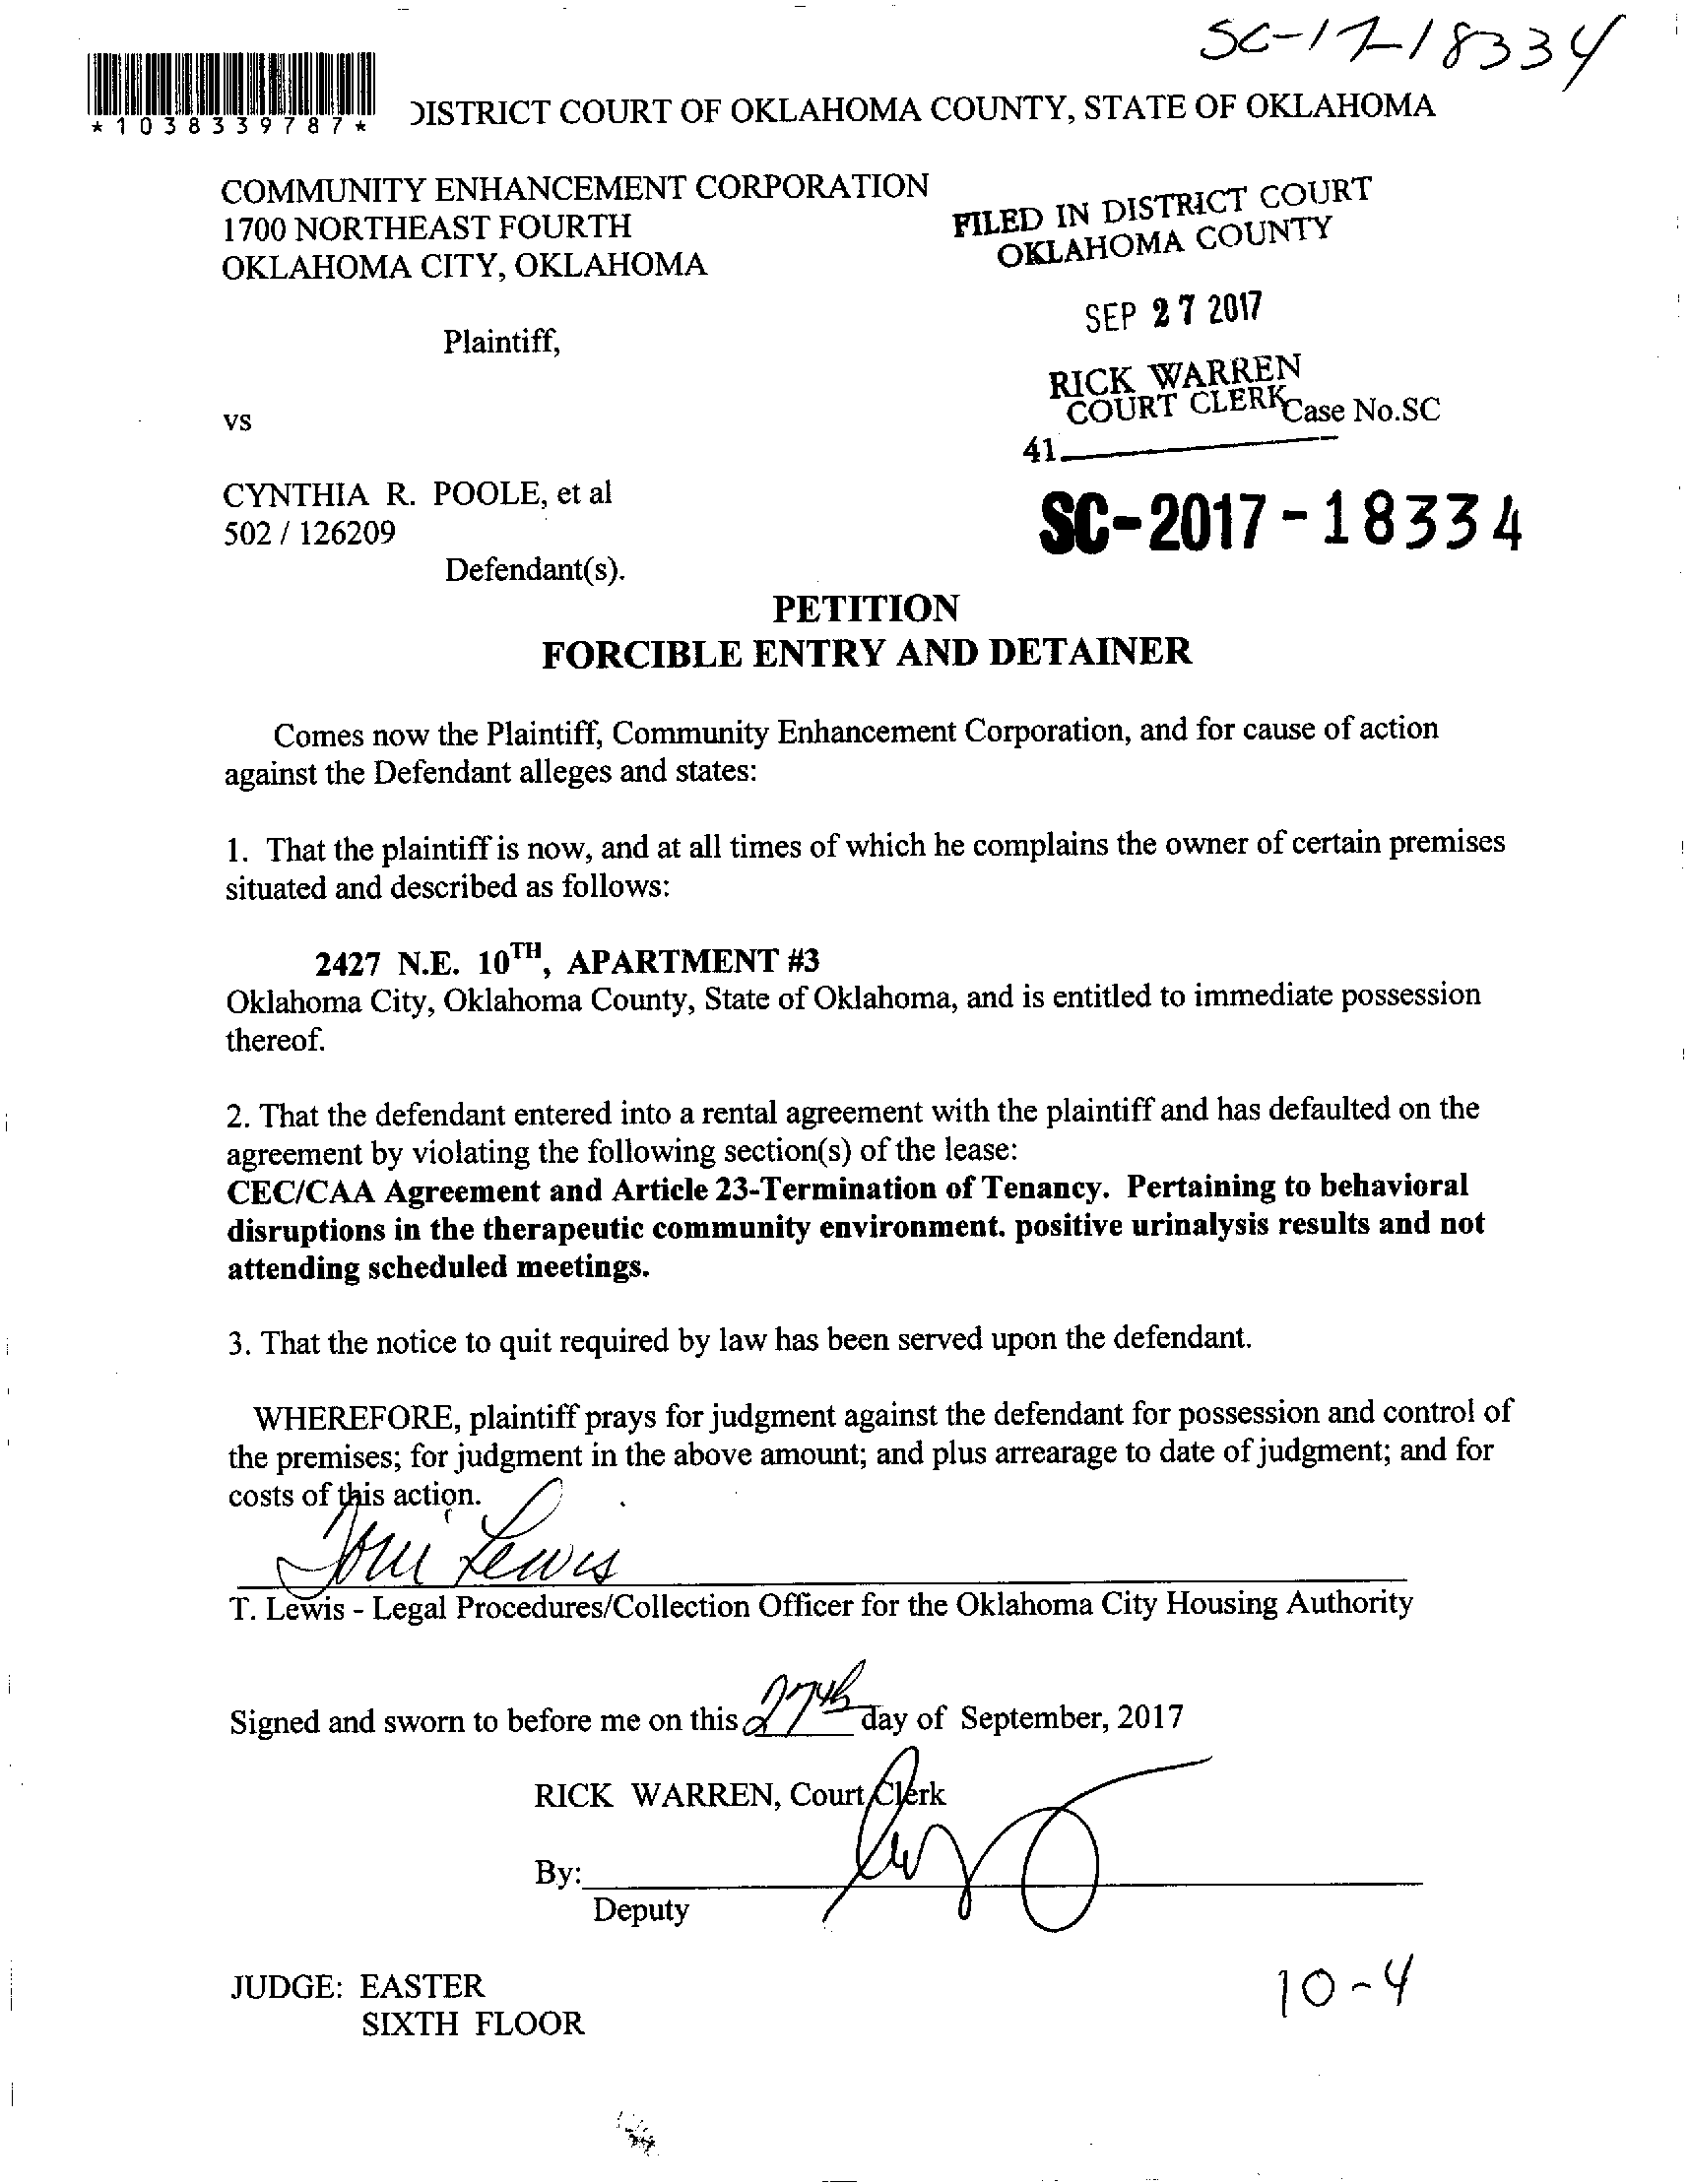 SC-17-18334
*1038339787*
DISTRICT COURT OF OKLAHOMA COUNTY, STATE OF OKLAHOMA
COMMUNITY ENHANCEMENT CORPORATION
1700 NORTHEAST FOURTH
OKLAHOMA CITY, OKLAHOMA
FILED IN DISTRICT COURT
OKLAHOMA COUNTY
SEP 27 2017
Plaintiff,
RICK WARREN
COURT CLERK
Case No.SC
vs
41
CYNTHIA R. POOLE, et al
502 / 126209
SC-2017-18334
Defendant(s).
PETITION
FORCIBLE ENTRY AND DETAINER
Comes now the Plaintiff, Community Enhancement Corporation, and for cause of action
against the Defendant alleges and states:
1. That the plaintiff is now, and at all times of which he complains the owner of certain premises
situated and described as follows:
2427 N.E. 10TH, APARTMENT #3
Oklahoma City, Oklahoma County, State of Oklahoma, and is entitled to immediate possession
thereof.
2. That the defendant entered into a rental agreement with the plaintiff and has defaulted on the
agreement by violating the following section(s) of the lease:
CEC/CAA Agreement and Article 23-Termination of Tenancy. Pertaining to behavioral
disruptions in the therapeutic community environment. positive urinalysis results and not
attending scheduled meetings.
3. That the notice to quit required by law has been served upon the defendant.
WHEREFORE, plaintiff prays for judgment against the defendant for possession and control of
the premises; for judgment in the above amount; and plus arrearage to date of judgment; and for
costs of this action.
Toni Lewis
T. Lewis - Legal Procedures/Collection Officer for the Oklahoma City Housing Authority
Signed and sworn to before me on this 27th day of September, 2017
RICK WARREN, Court Clerk
By:
Deputy
JUDGE: EASTER
SIXTH FLOOR
10-4